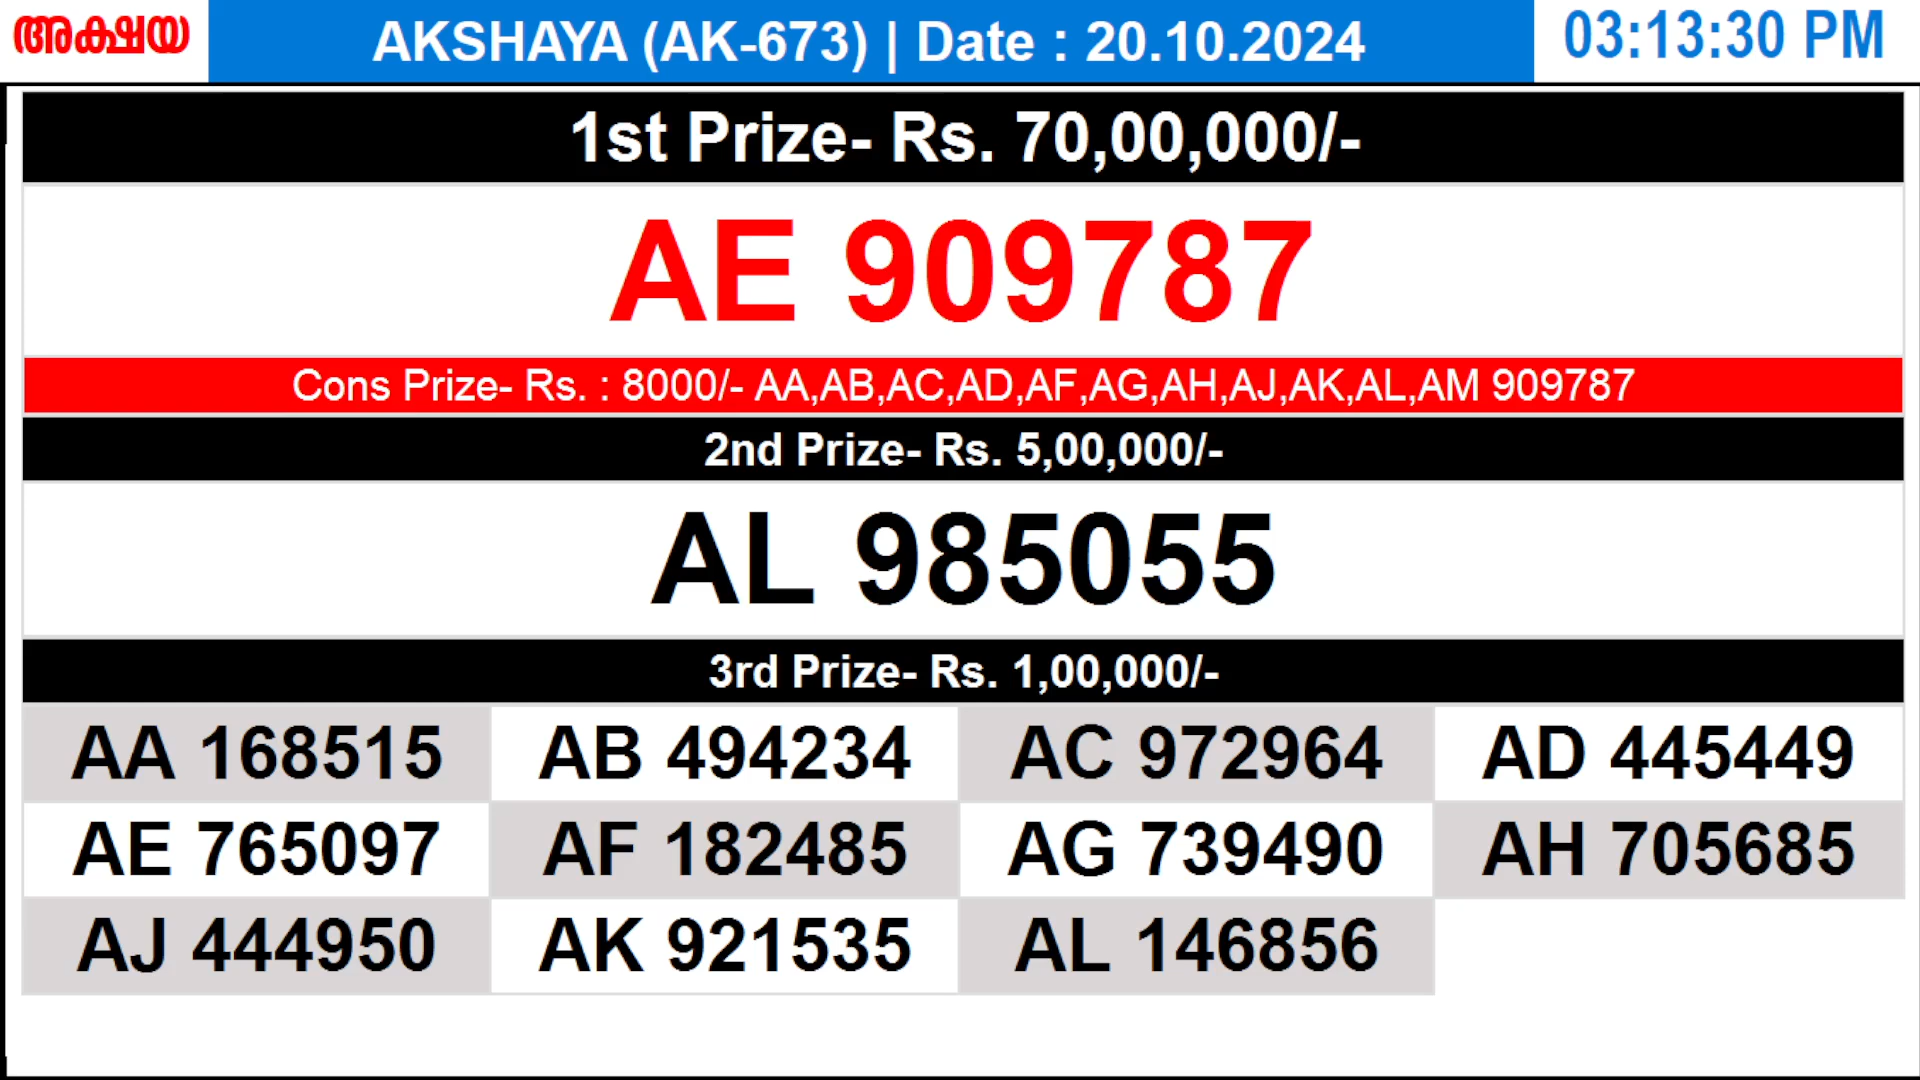 അക്ഷയ AKSHAYA (AK-673) | Date : 20.10.2024 03:13:30 PM
1st Prize- Rs. 70,00,000/-
AE 909787
Cons Prize- Rs. : 8000/- AA,AB,AC,AD,AF,AG,AH,AJ,AK,AL,AM 909787
2nd Prize- Rs. 5,00,000/-
AL 985055
3rd Prize- Rs. 1,00,000/-
AA 168515 AB 494234 AC 972964 AD 445449
AE 765097 AF 182485 AG 739490 AH 705685
AJ 444950 AK 921535 AL 146856